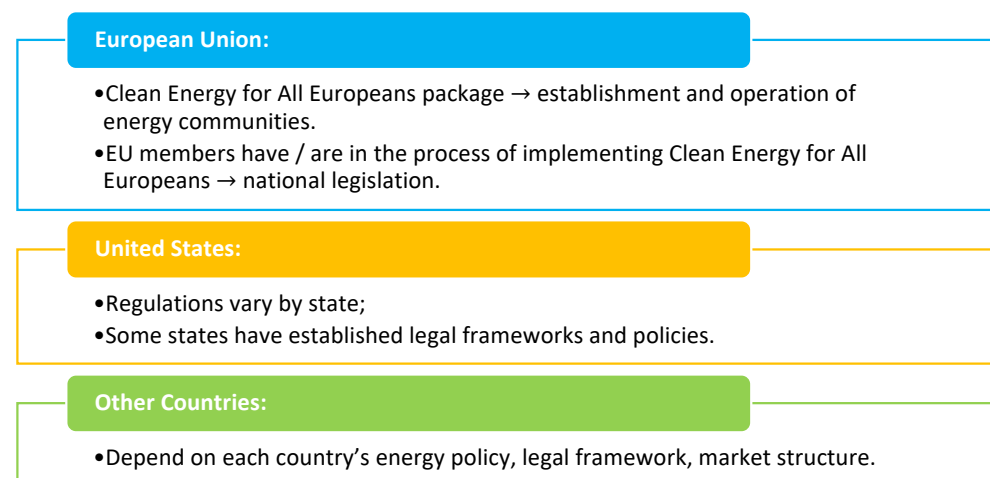 European Union:
•Clean Energy for All Europeans package → establishment and operation of
energy communities.
•EU members have / are in the process of implementing Clean Energy for All
Europeans → national legislation.
United States:
•Regulations vary by state;
•Some states have established legal frameworks and policies.
Other Countries:
•Depend on each country’s energy policy, legal framework, market structure.